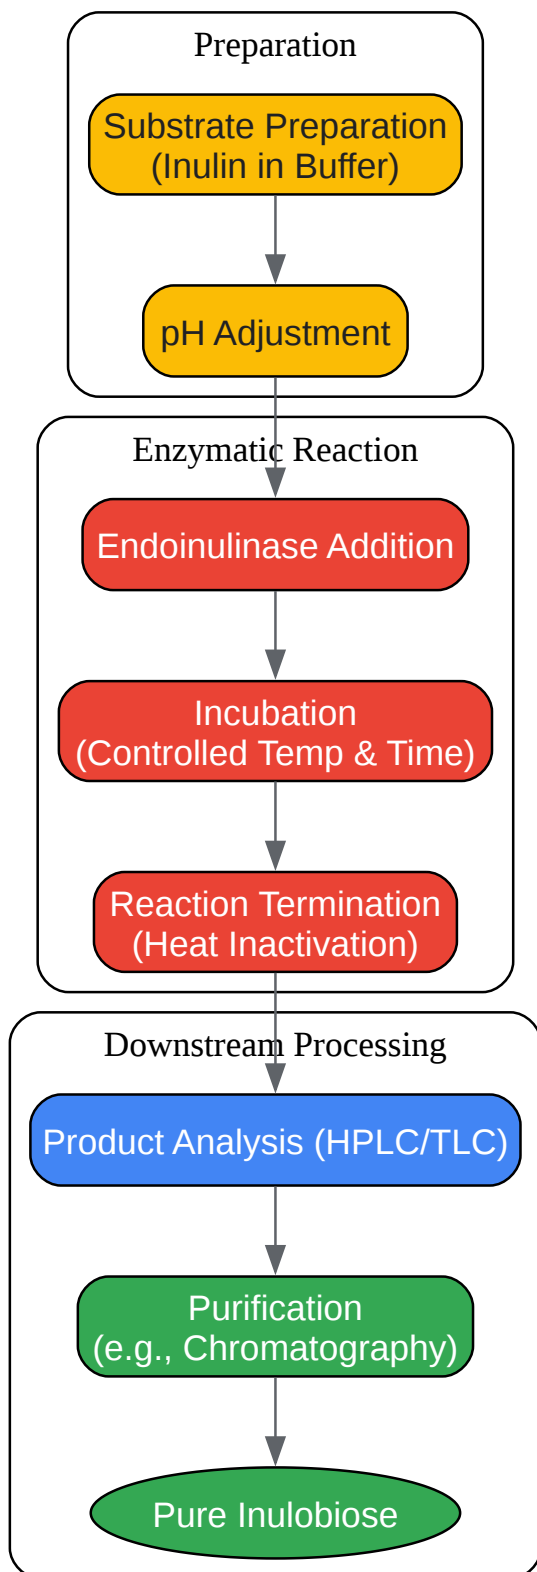 Preparation
Substrate Preparation
(Inulin in Buffer)
pH Adjustment
Enzymatic Reaction
Endoinulinase Addition
Incubation
(Controlled Temp & Time)
Reaction Termination
(Heat Inactivation)
Downstream Processing
Product Analysis (HPLC/TLC)
Purification
(e.g., Chromatography)
Pure Inulobiose